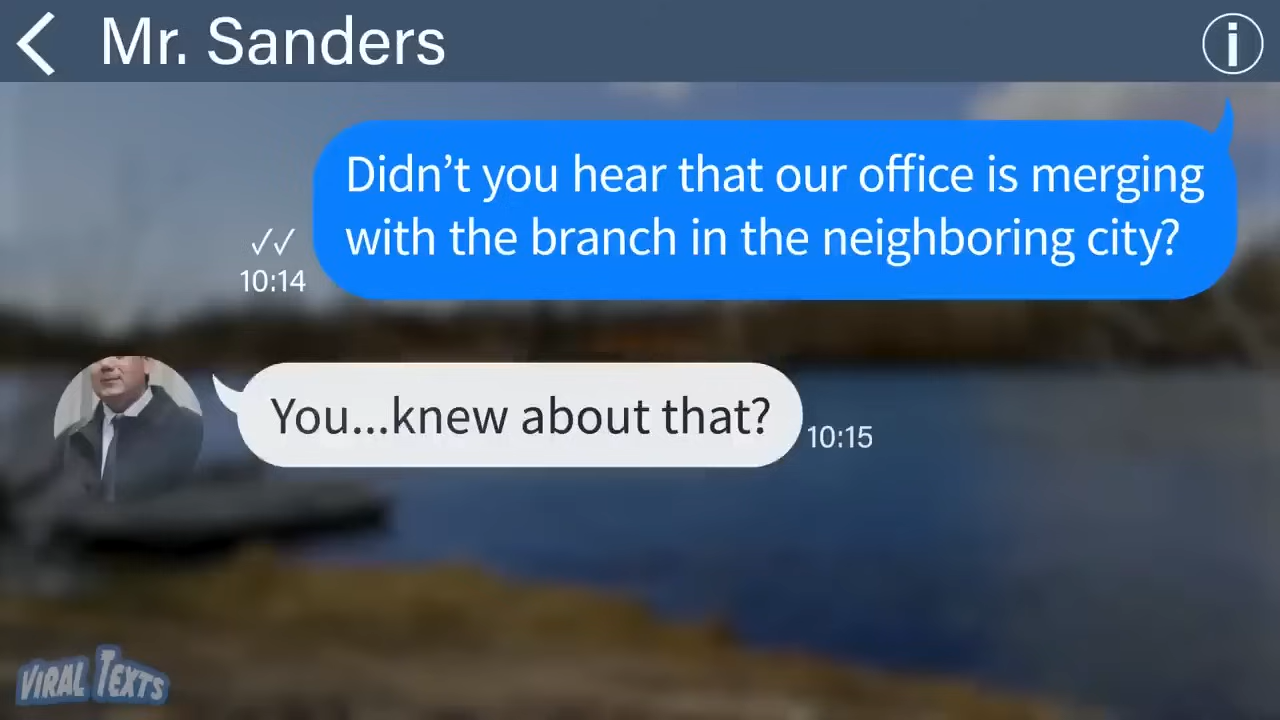 Mr. Sanders
i
Didn’t you hear that our office is merging
with the branch in the neighboring city?
10:14
You...knew about that?
10:15
VIRAL TEXTS